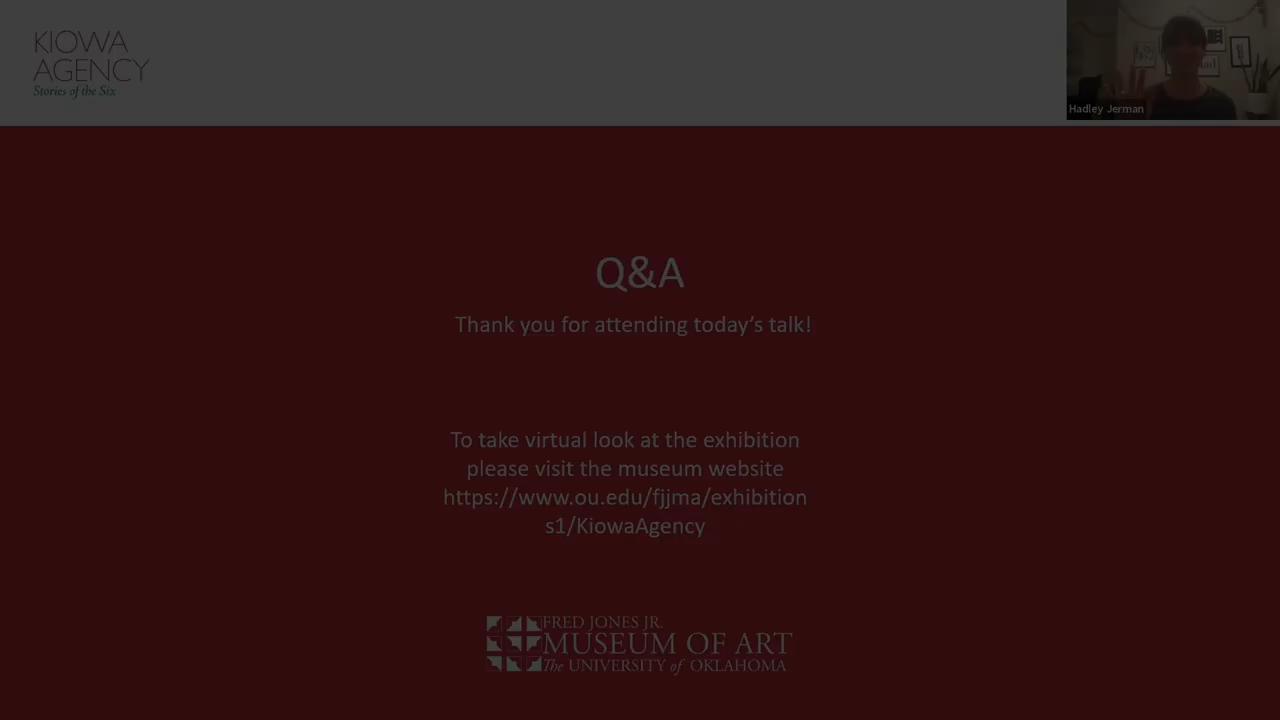 KIOWA
AGENCY
Stories of the Six
Hadley Jerman
Q&A
Thank you for attending today's talk!
To take virtual look at the exhibition
please visit the museum website
https://www.ou.edu/fjjma/exhibition
s1/KiowaAgency
FRED JONES JR.
MUSEUM OF ART
The UNIVERSITY of OKLAHOMA